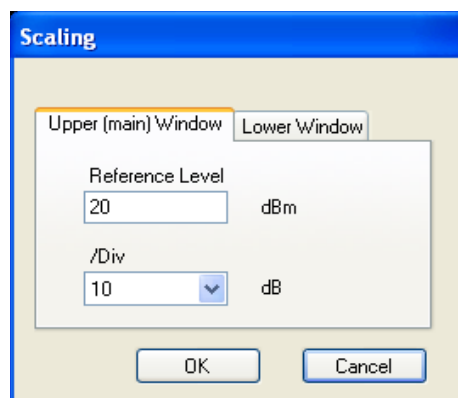 Scaling
Upper (main) Window Lower Window
Reference Level
20 dBm
/Div
10 dB
OK Cancel